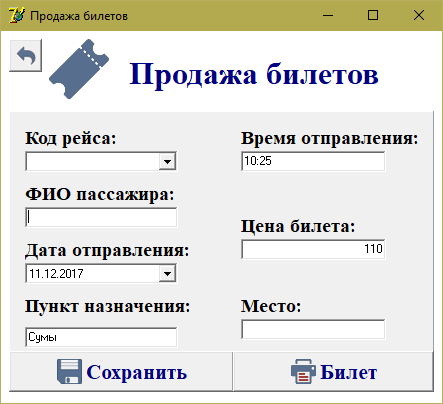 Продажа билетов
Продажа билетов
Код рейса:
Время отправления:
10:25
ФИО пассажира:
Цена билета:
110
Дата отправления:
11.12.2017
Пункт назначения:
Место:
Сумы
Сохранить
Билет